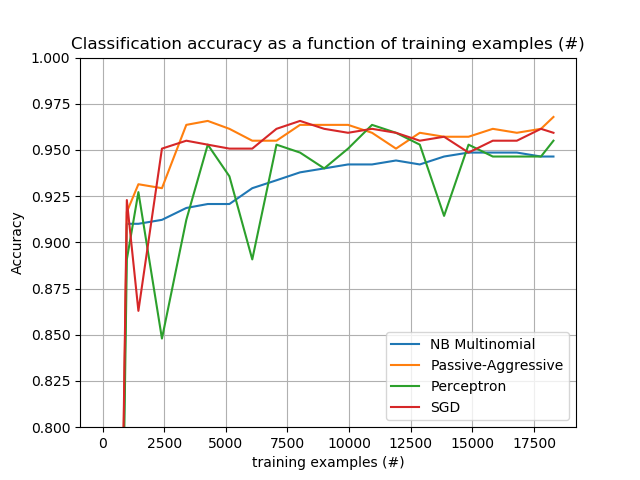 Classification accuracy as a function of training examples (#)
1.000
0.975
0.950
0.925
0.900
0.875
0.850
0.825
0.800
Accuracy
NB Multinomial
Passive-Aggressive
Perceptron
SGD
0 2500 5000 7500 10000 12500 15000 17500
training examples (#)